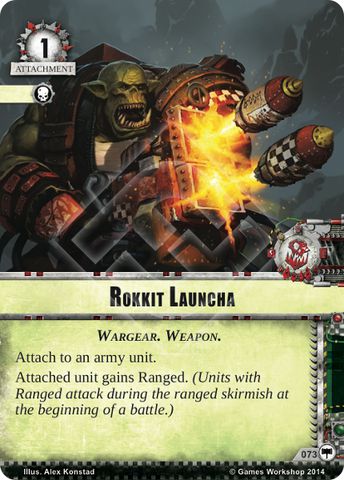 1
ATTACHMENT
ROKKIT LAUNCHA
WARGEAR. WEAPON.
Attach to an army unit.
Attached unit gains Ranged. (Units with
Ranged attack during the ranged skirmish at
the beginning of a battle.)
073
Illus. Alex Konstad © Games Workshop 2014